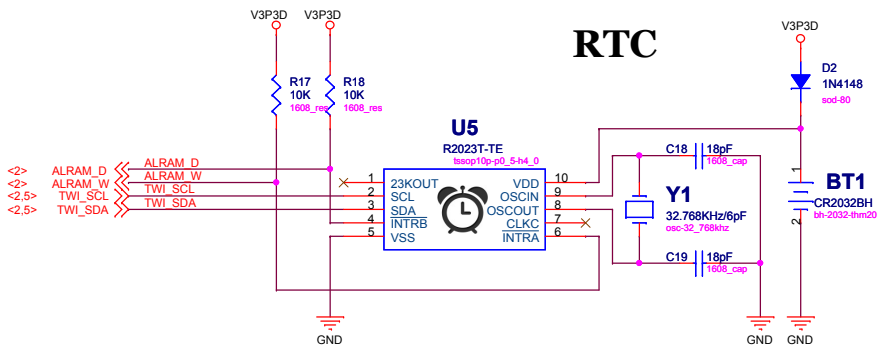 V3P3D
V3P3D
RTC
V3P3D
R17
10K
1608_res
R18
10K
1608_res
D2
1N4148
sod-80
U5
R2023T-TE
tssop10p-p0_5-h4_0
C18
18pF
1608_cap
<2>
ALRAM_D
ALRAM_D
<2>
ALRAM_W
ALRAM_W
<2,5>
TWI_SCL
TWI_SCL
<2,5>
TWI_SDA
TWI_SDA
1
23KOUT
2
SCL
3
SDA
4
INTRB
5
VSS
10
VDD
9
OSCIN
8
OSCOUT
7
CLKC
6
INTRA
Y1
32.768KHz/6pF
osc-32_768khz
1
BT1
CR2032BH
bh-2032-thm20
2
C19
18pF
1608_cap
GND
GND
GND